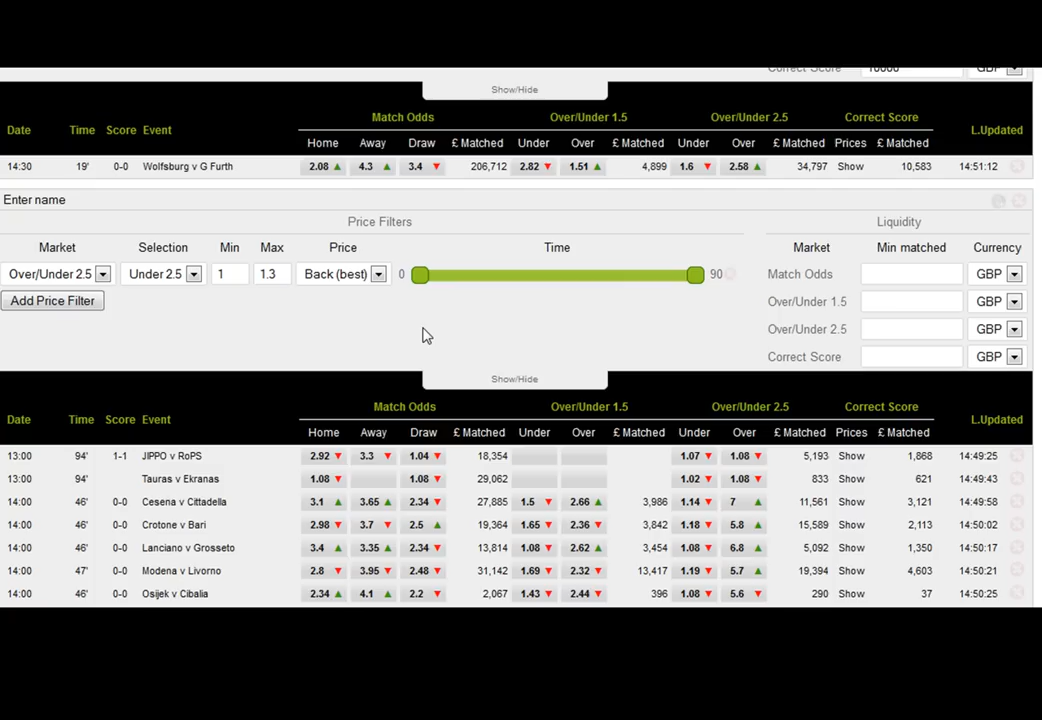 Correct Score 10000 GBP
Show/Hide
Match Odds Over/Under 1.5 Over/Under 2.5 Correct Score
Date Time Score Event L.Updated
Home Away Draw £ Matched Under Over £ Matched Under Over £ Matched Prices £ Matched
14:30 19' 0-0 Wolfsburg v G Furth 2.08 4.3 3.4 206,712 2.82 1.51 4,899 1.6 2.58 34,797 Show 10,583 14:51:12
Enter name
Price Filters Liquidity
Market Selection Min Max Price Time Market Min matched Currency
Over/Under 2.5 Under 2.5 1 1.3 Back (best) 0 90 Match Odds GBP
Add Price Filter Over/Under 1.5 GBP
Over/Under 2.5 GBP
Correct Score GBP
Show/Hide
Match Odds Over/Under 1.5 Over/Under 2.5 Correct Score
Date Time Score Event L.Updated
Home Away Draw £ Matched Under Over £ Matched Under Over £ Matched Prices £ Matched
13:00 94' 1-1 JIPPO v RoPS 2.92 3.3 1.04 18,354 1.07 1.08 5,193 Show 1,868 14:49:25
13:00 94' Tauras v Ekranas 1.08 1.08 29,062 1.02 1.08 833 Show 621 14:49:43
14:00 46' 0-0 Cesena v Cittadella 3.1 3.65 2.34 27,885 1.5 2.66 3,986 1.14 7 11,561 Show 3,121 14:49:58
14:00 46' 0-0 Crotone v Bari 2.98 3.7 2.5 19,364 1.65 2.36 3,842 1.18 5.8 15,589 Show 2,113 14:50:02
14:00 46' 0-0 Lanciano v Grosseto 3.4 3.35 2.34 13,814 1.08 2.62 3,454 1.08 6.8 5,092 Show 1,350 14:50:17
14:00 47' 0-0 Modena v Livorno 2.8 3.95 2.48 31,142 1.69 2.32 13,417 1.19 5.7 19,394 Show 4,603 14:50:21
14:00 46' 0-0 Osijek v Cibalia 2.34 4.1 2.2 2,067 1.43 2.44 396 1.08 5.6 290 Show 37 14:50:25